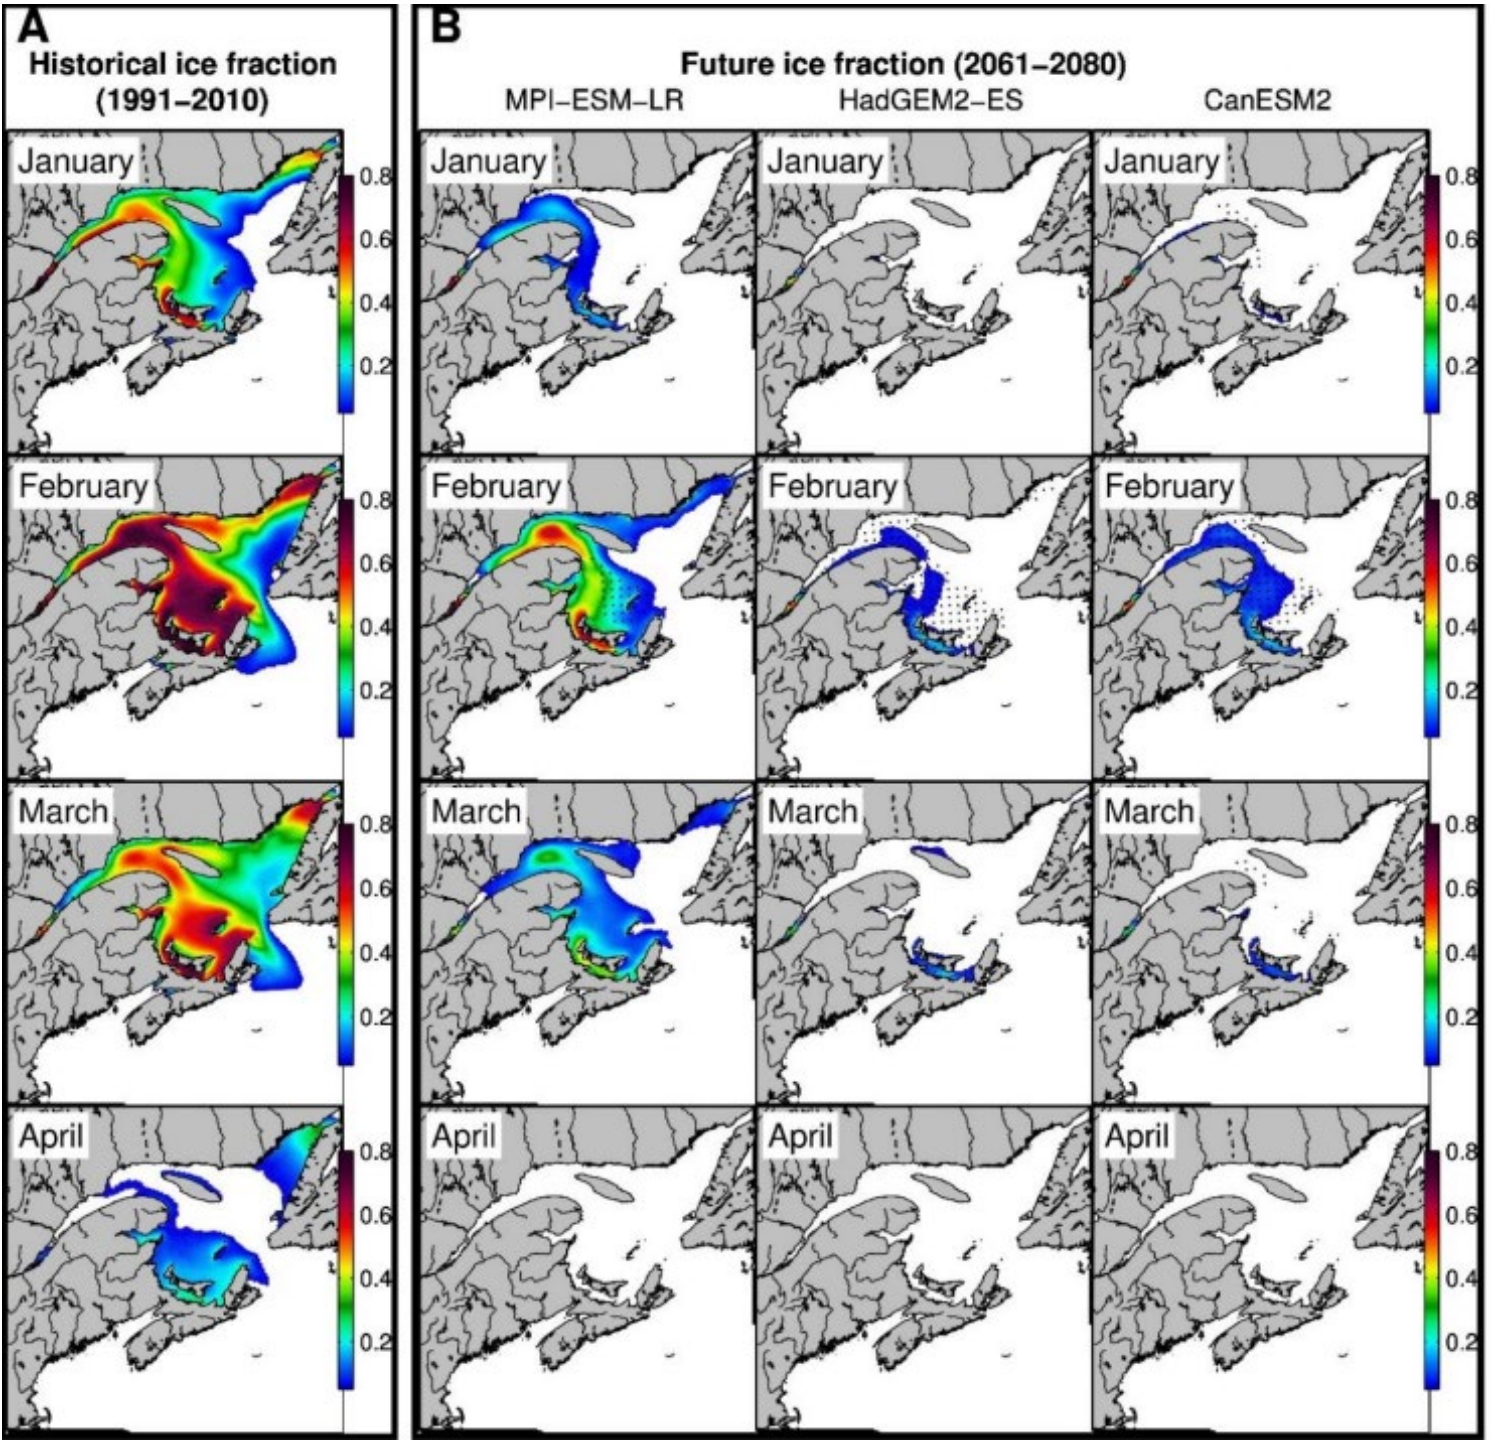 A
Historical ice fraction
(1991–2010)
B
Future ice fraction (2061–2080)
MPI–ESM–LR
HadGEM2–ES
CanESM2
January
0.8
0.6
0.4
0.2
January
January
January
0.8
0.6
0.4
0.2
February
0.8
0.6
0.4
0.2
February
February
February
0.8
0.6
0.4
0.2
March
0.8
0.6
0.4
0.2
March
March
March
0.8
0.6
0.4
0.2
April
0.8
0.6
0.4
0.2
April
April
April
0.8
0.6
0.4
0.2